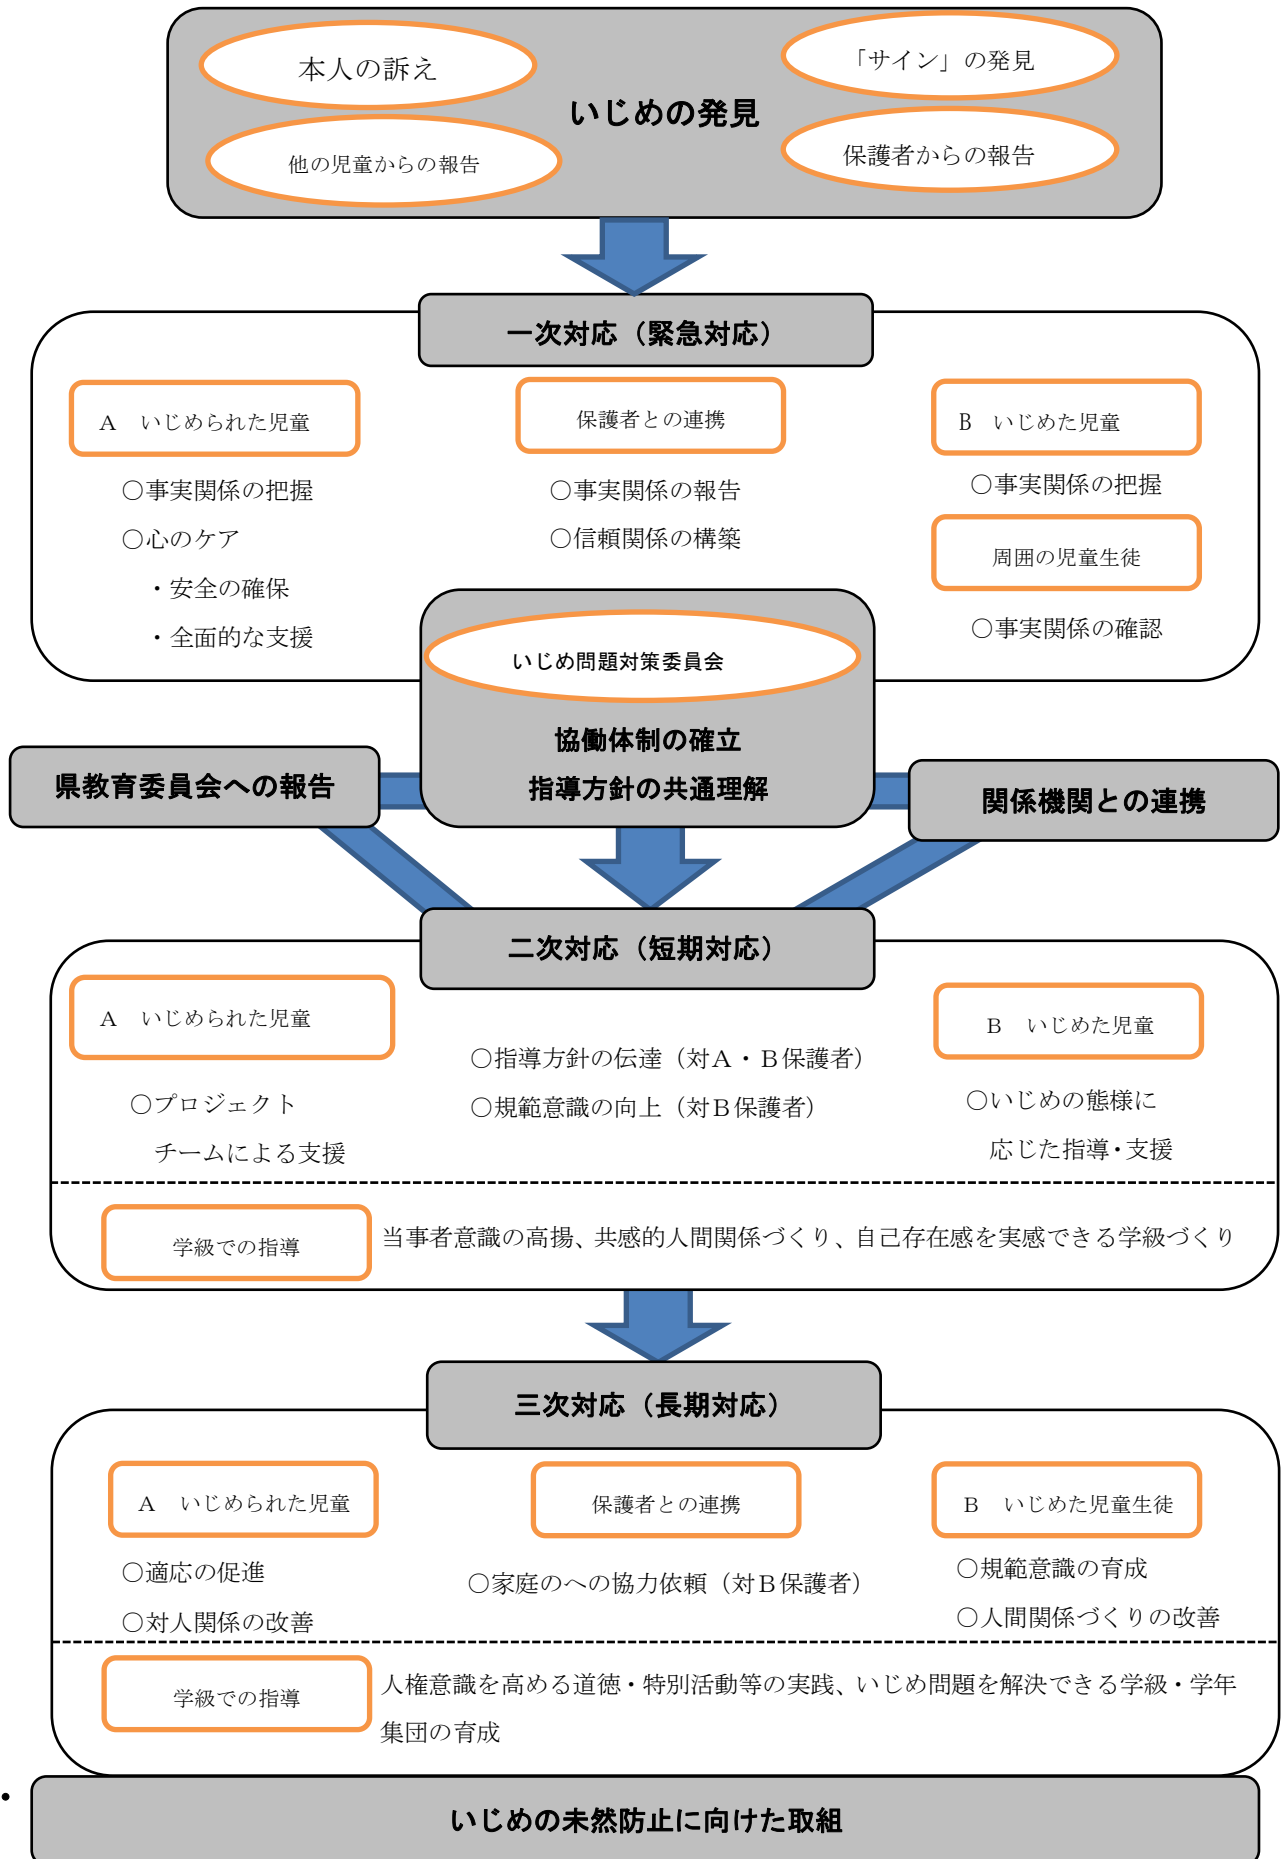 本人の訴え
「サイン」の発見
いじめの発見
他の児童からの報告
保護者からの報告
一次対応（緊急対応）
A　いじめられた児童
○事実関係の把握
○心のケア
・安全の確保
・全面的な支援
保護者との連携
○事実関係の報告
○信頼関係の構築
B　いじめた児童
○事実関係の把握
周囲の児童生徒
○事実関係の確認
いじめ問題対策委員会
協働体制の確立
指導方針の共通理解
県教育委員会への報告
関係機関との連携
二次対応（短期対応）
A　いじめられた児童
○プロジェクト
チームによる支援
○指導方針の伝達（対A・B保護者）
○規範意識の向上（対B保護者）
B　いじめた児童
○いじめの態様に
応じた指導・支援
学級での指導
当事者意識の高揚、共感的人間関係づくり、自己存在感を実感できる学級づくり
三次対応（長期対応）
A　いじめられた児童
○適応の促進
○対人関係の改善
保護者との連携
○家庭のへの協力依頼（対B保護者）
B　いじめた児童生徒
○規範意識の育成
○人間関係づくりの改善
学級での指導
人権意識を高める道徳・特別活動等の実践、いじめ問題を解決できる学級・学年
集団の育成
・
いじめの未然防止に向けた取組